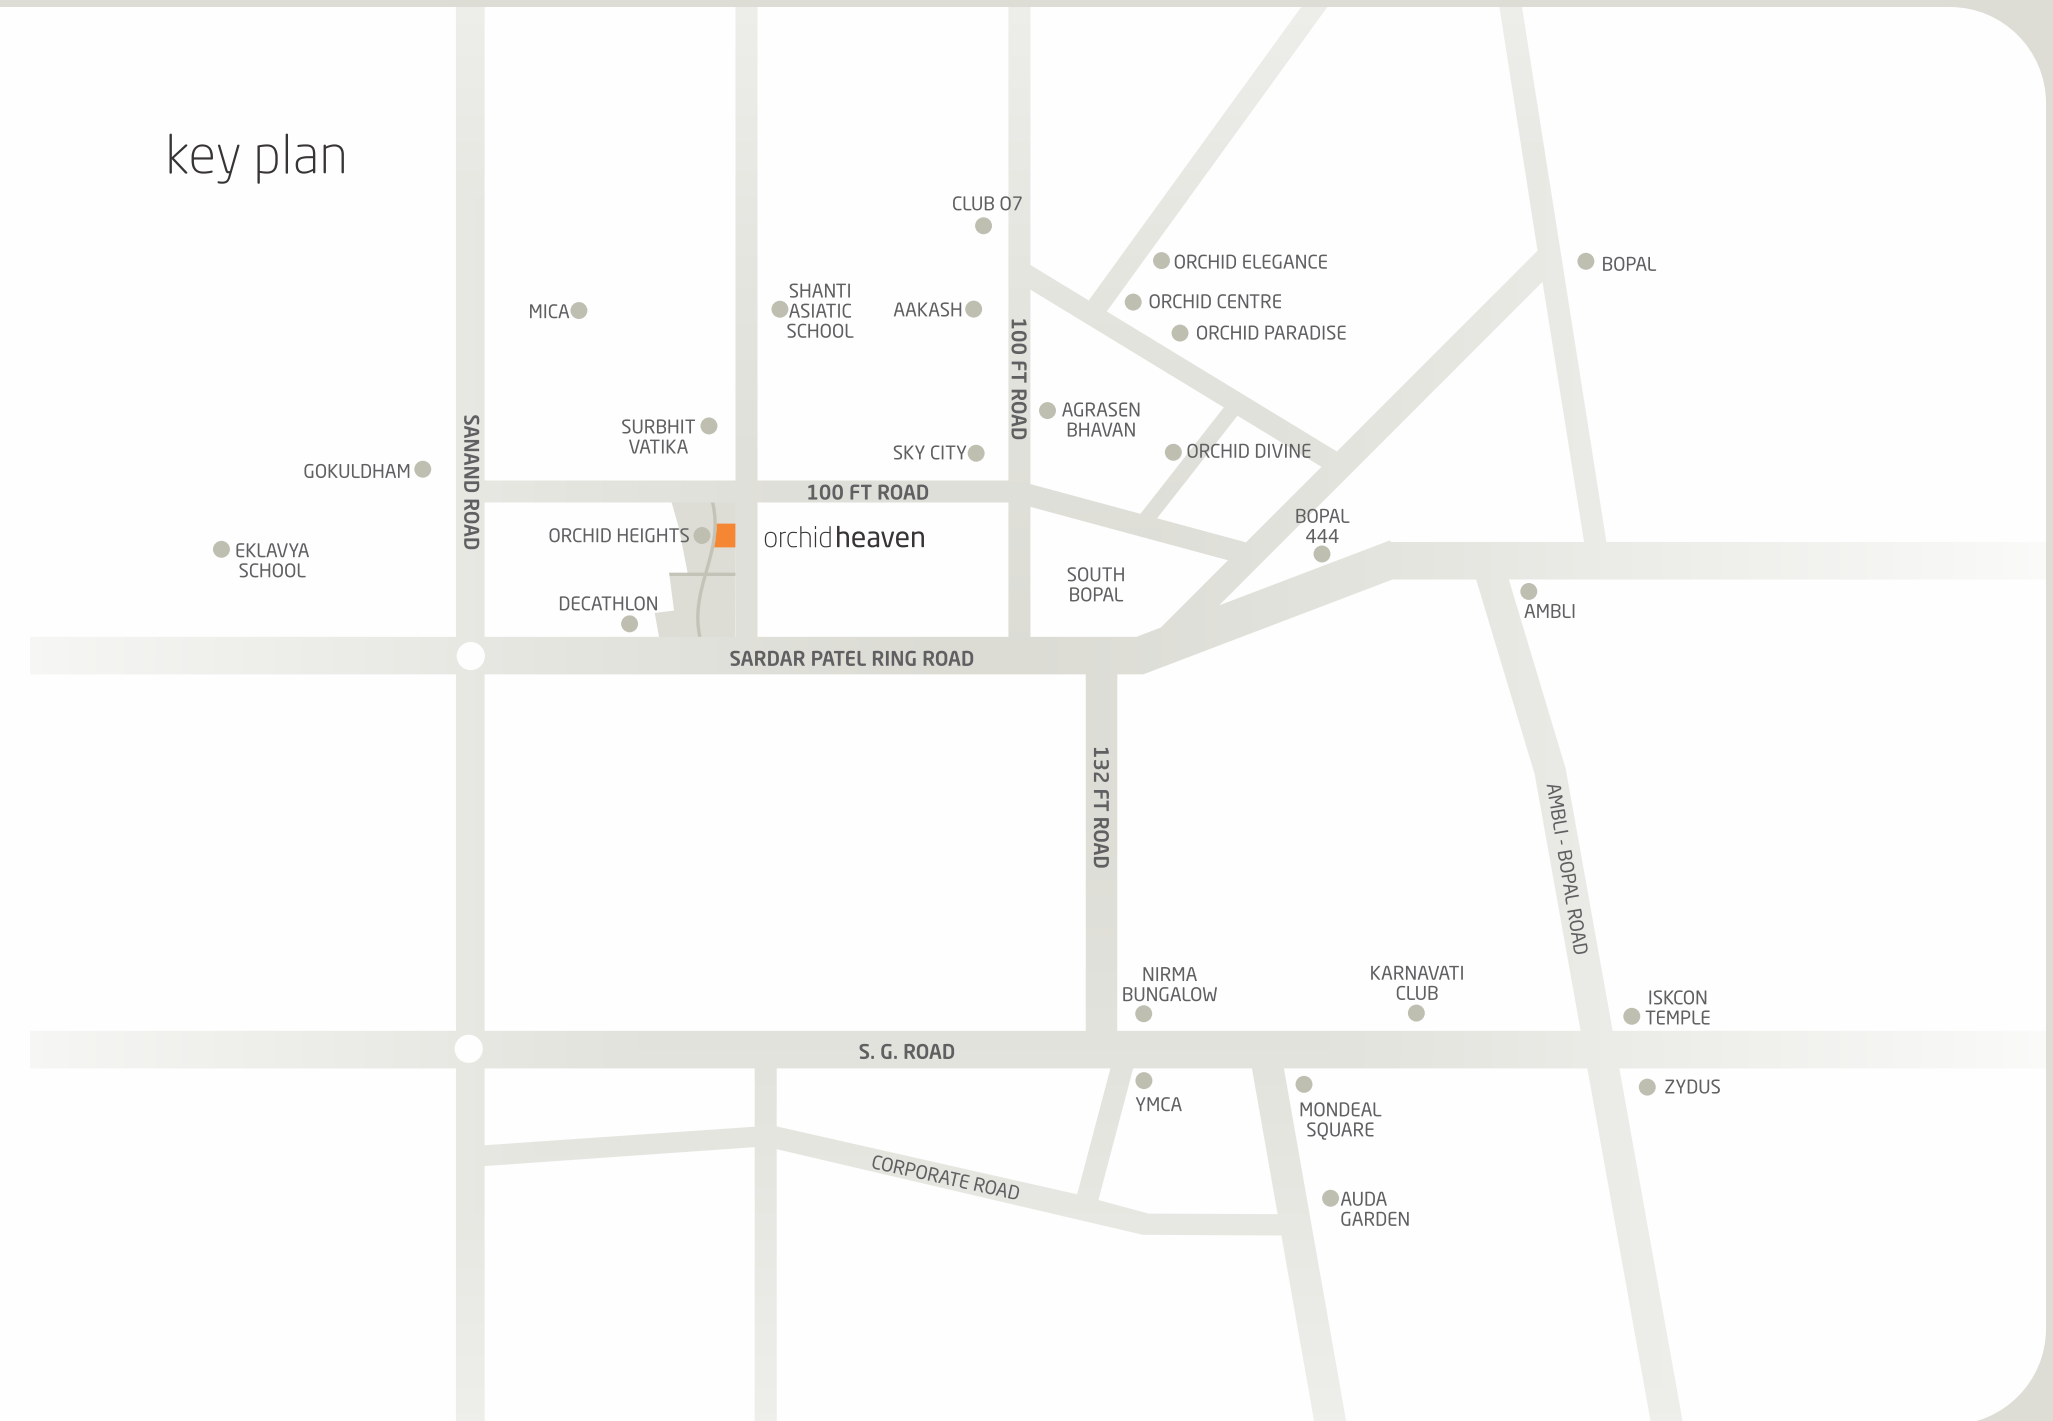 key plan
CLUB 07
ORCHID ELEGANCE
BOPAL
MICA
SHANTI
ASIATIC
SCHOOL
AAKASH
ORCHID CENTRE
ORCHID PARADISE
100 FT ROAD
AGRASEN
BHAVAN
SURBHIT
VATIKA
SKY CITY
ORCHID DIVINE
GOKULDHAM
SANAND ROAD
100 FT ROAD
BOPAL
444
ORCHID HEIGHTS
orchidheaven
EKLAVYA
SCHOOL
SOUTH
BOPAL
DECATHLON
AMBLI
SARDAR PATEL RING ROAD
132 FT ROAD
AMBLI - BOPAL ROAD
NIRMA
BUNGALOW
KARNAVATI
CLUB
ISKCON
TEMPLE
S. G. ROAD
YMCA
MONDEAL
SQUARE
ZYDUS
CORPORATE ROAD
AUDA
GARDEN